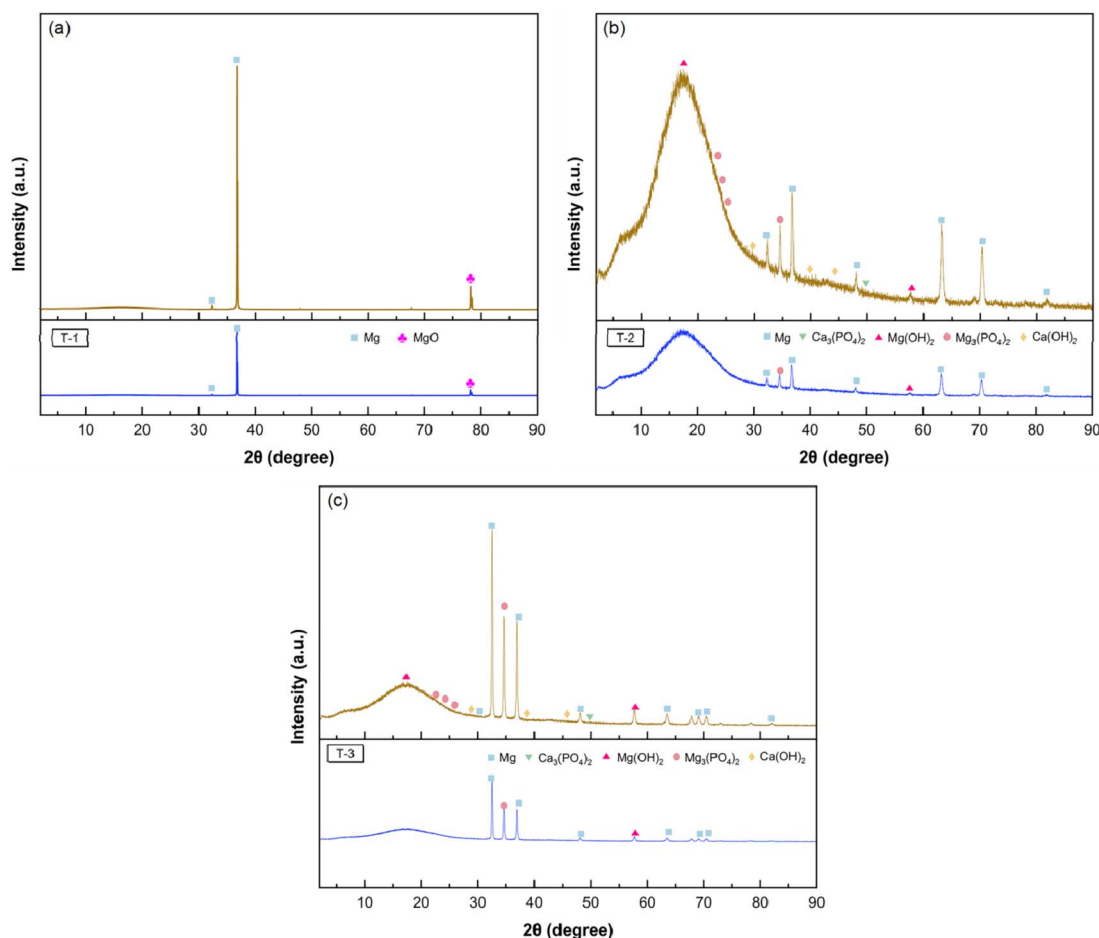 (a)
Intensity (a.u.)
T-1
Mg MgO
10 20 30 40 50 60 70 80 90
2θ (degree)
(b)
Intensity (a.u.)
T-2
Mg Ca₃(PO₄)₂ Mg(OH)₂ Mg₃(PO₄)₂ Ca(OH)₂
10 20 30 40 50 60 70 80 90
2θ (degree)
(c)
Intensity (a.u.)
T-3
Mg Ca₃(PO₄)₂ Mg(OH)₂ Mg₃(PO₄)₂ Ca(OH)₂
10 20 30 40 50 60 70 80 90
2θ (degree)